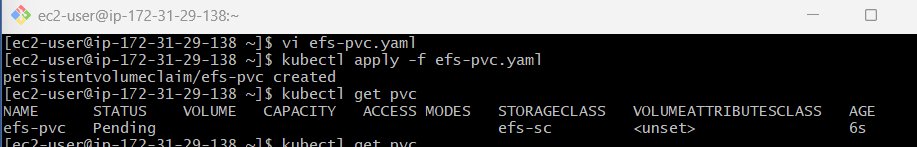 ec2-user@ip-172-31-29-138:~
[ec2-user@ip-172-31-29-138 ~]$ vi efs-pvc.yaml
[ec2-user@ip-172-31-29-138 ~]$ kubectl apply -f efs-pvc.yaml
persistentvolumeclaim/efs-pvc created
[ec2-user@ip-172-31-29-138 ~]$ kubectl get pvc
NAME      STATUS    VOLUME   CAPACITY   ACCESS MODES   STORAGECLASS   VOLUMEATTRIBUTESCLASS   AGE
efs-pvc   Pending                                      efs-sc         <unset>                 6s
[ec2-user@ip-172-31-29-138 ~]$ kubectl get pvc